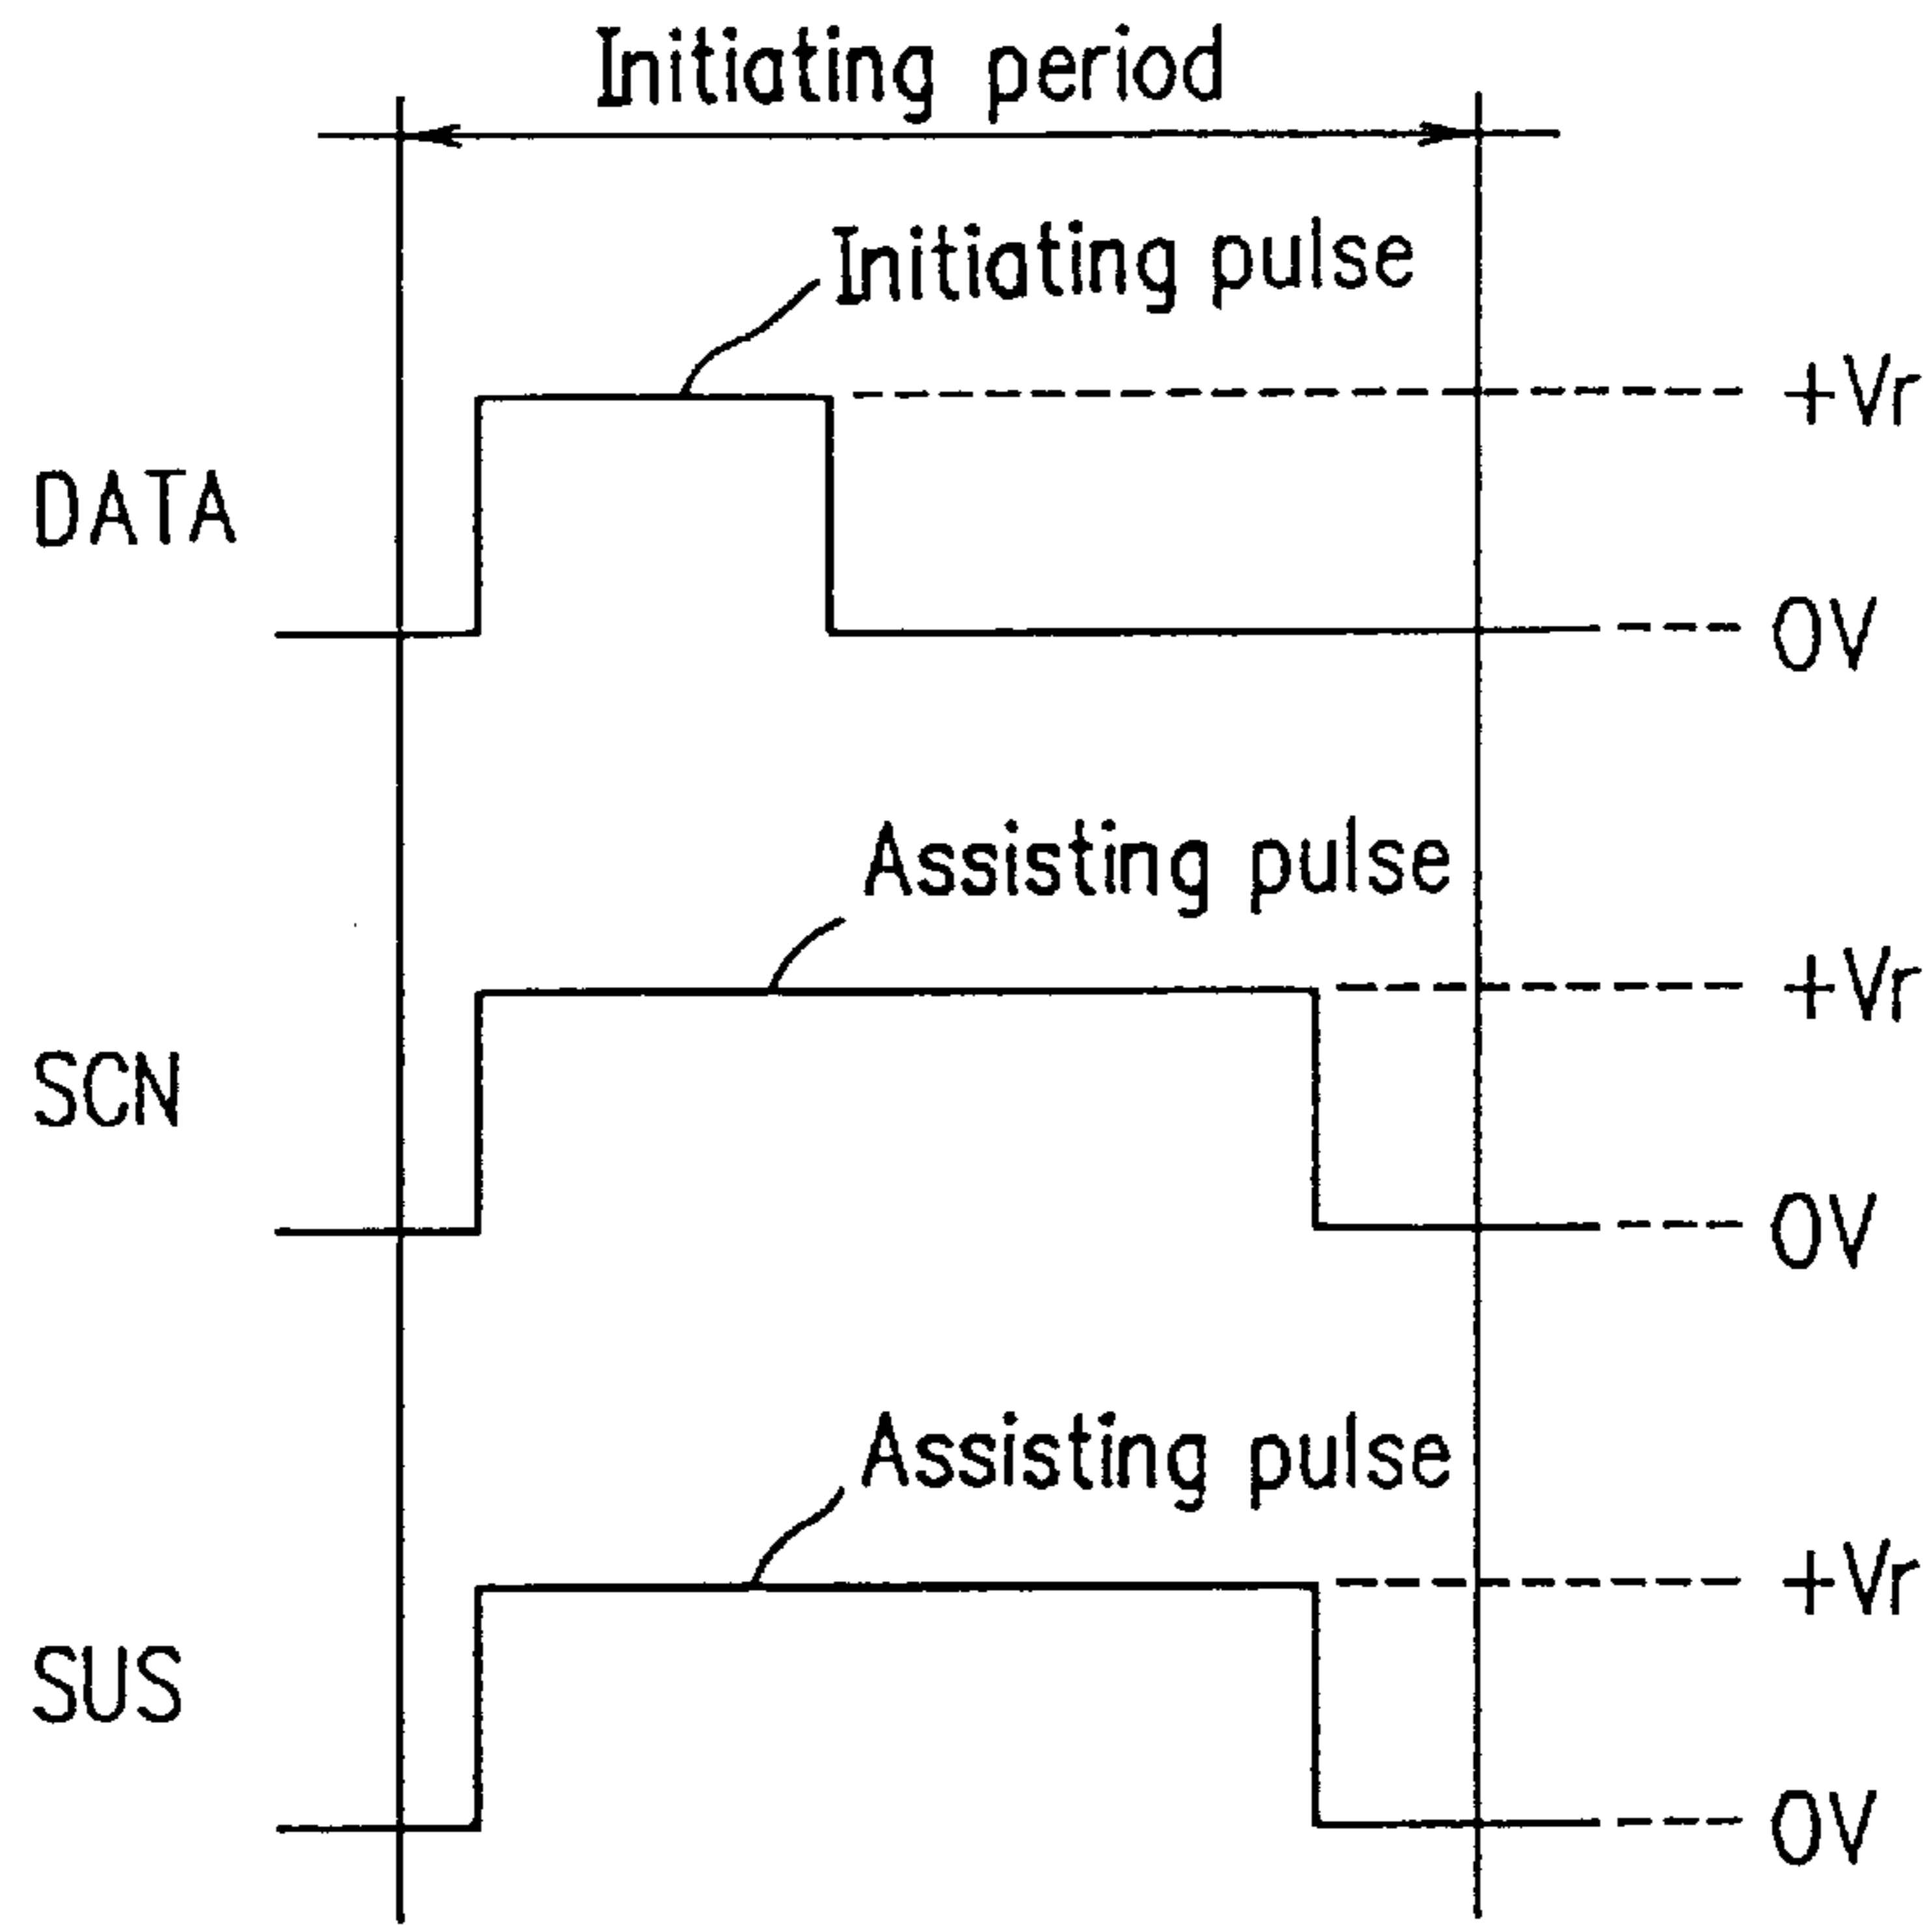 Initiating period
Initiating pulse
+Vr
DATA
0V
Assisting pulse
+Vr
SCN
0V
Assisting pulse
+Vr
SUS
0V